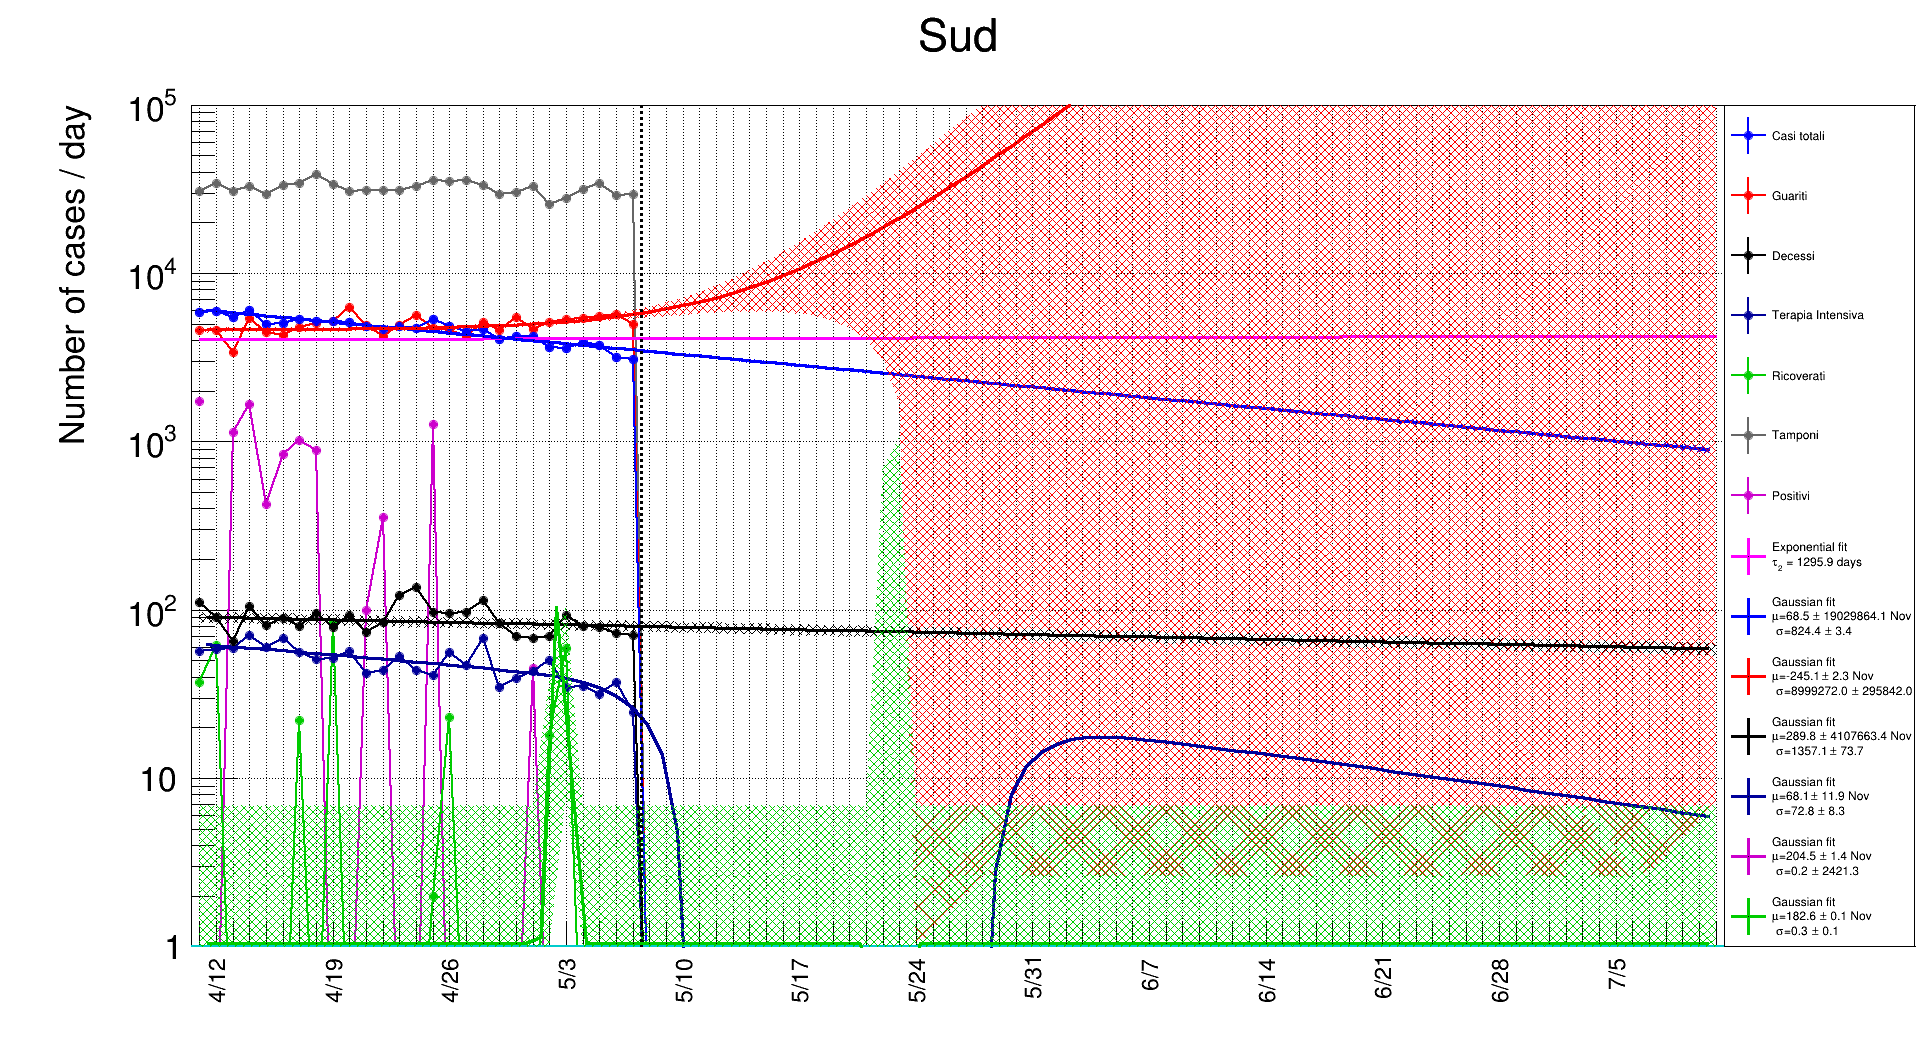 Sud
Number of cases / day
10^5
10^4
10^3
10^2
10
1
4/12
4/19
4/26
5/3
5/10
5/17
5/24
5/31
6/7
6/14
6/21
6/28
7/5
Casi totali
Guariti
Decessi
Terapia Intensiva
Ricoverati
Tamponi
Positivi
Exponential fit
τ_2 = 1295.9 days
Gaussian fit
μ=68.5 ± 19029864.1 Nov
σ=824.4 ± 3.4
Gaussian fit
μ=-245.1 ± 2.3 Nov
σ=8999272.0 ± 295842.0
Gaussian fit
μ=289.8 ± 4107663.4 Nov
σ=1357.1 ± 73.7
Gaussian fit
μ=68.1 ± 11.9 Nov
σ=72.8 ± 8.3
Gaussian fit
μ=204.5 ± 1.4 Nov
σ=0.2 ± 2421.3
Gaussian fit
μ=182.6 ± 0.1 Nov
σ=0.3 ± 0.1